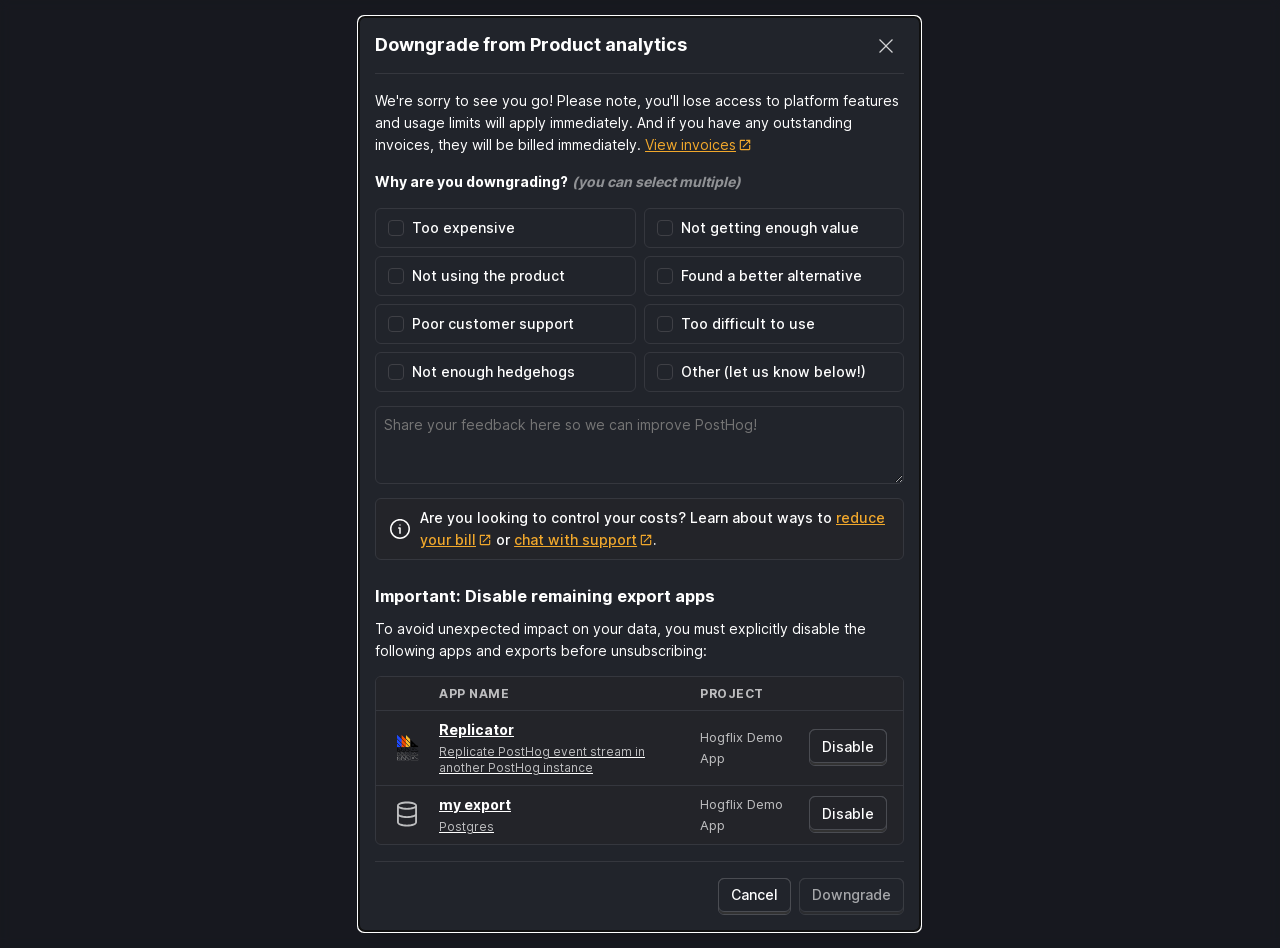 Downgrade from Product analytics
We're sorry to see you go! Please note, you'll lose access to platform features
and usage limits will apply immediately. And if you have any outstanding
invoices, they will be billed immediately. View invoices
Why are you downgrading? (you can select multiple)
Too expensive
Not getting enough value
Not using the product
Found a better alternative
Poor customer support
Too difficult to use
Not enough hedgehogs
Other (let us know below!)
Share your feedback here so we can improve PostHog!
Are you looking to control your costs? Learn about ways to reduce
your bill or chat with support.
Important: Disable remaining export apps
To avoid unexpected impact on your data, you must explicitly disable the
following apps and exports before unsubscribing:
APP NAME
PROJECT
Replicator
Replicate PostHog event stream in
another PostHog instance
Hogflix Demo
App
Disable
my export
Postgres
Hogflix Demo
App
Disable
Cancel
Downgrade